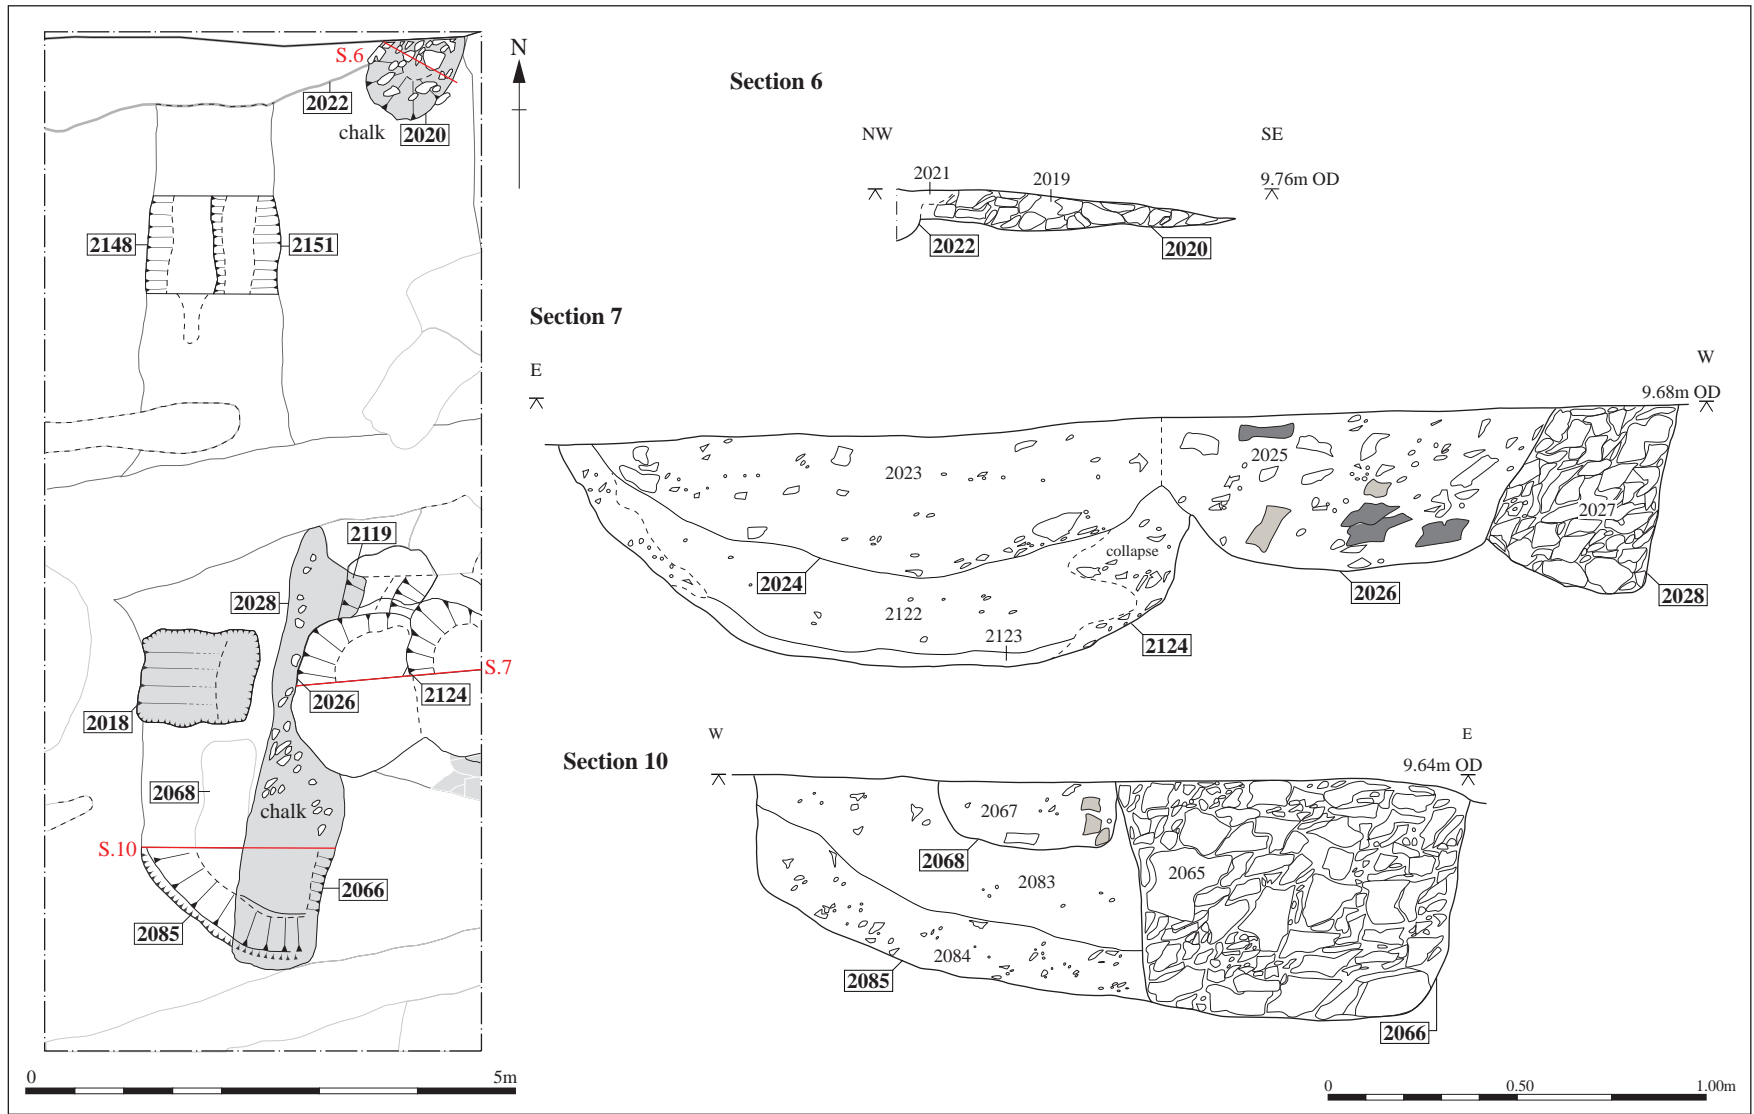 S.6
N
2022
chalk
2020
2148
2151
2119
2028
S.7
2026
2124
2018
2068
chalk
S.10
2066
2085
0 5m
Section 6
NW SE
2021 2019 9.76m OD
2022 2020
Section 7
E W
9.68m OD
2023 2025
2027
collapse
2024 2026 2028
2122
2123
2124
Section 10
W E
9.64m OD
2067
2068
2083 2065
2084
2085
2066
0 0.50 1.00m